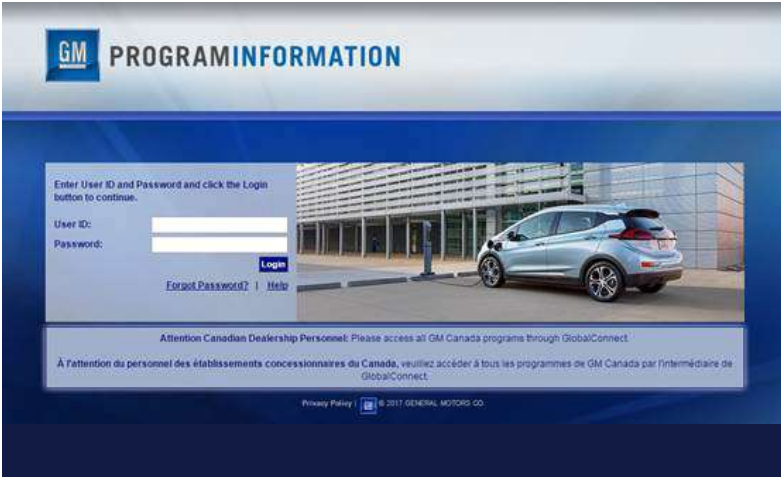 GM PROGRAMINFORMATION
Enter User ID and Password and click the Login
button to continue.
User ID:
Password:
Login
Forgot Password? | Help
Attention Canadian Dealership Personnel: Please access all GM Canada programs through GlobalConnect.
À l'attention du personnel des établissements concessionnaires du Canada, veuillez accéder à tous les programmes de GM Canada par l'intermédiaire de
GlobalConnect.
Privacy Policy | GM © 2017 GENERAL MOTORS CO.